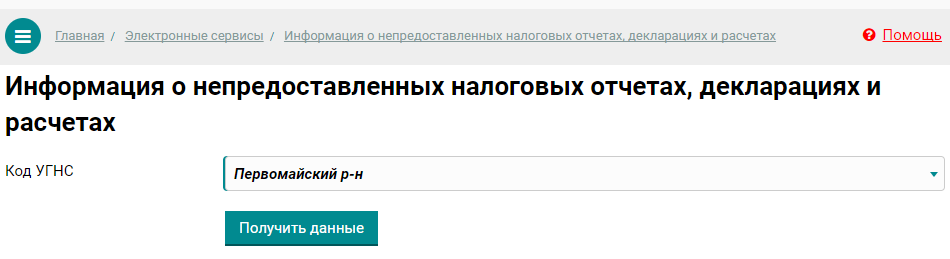 Главная / Электронные сервисы / Информация о непредоставленных налоговых отчетах, декларациях и расчетах Помощь
Информация о непредоставленных налоговых отчетах, декларациях и
расчетах
Код УГНС Первомайский р-н
Получить данные